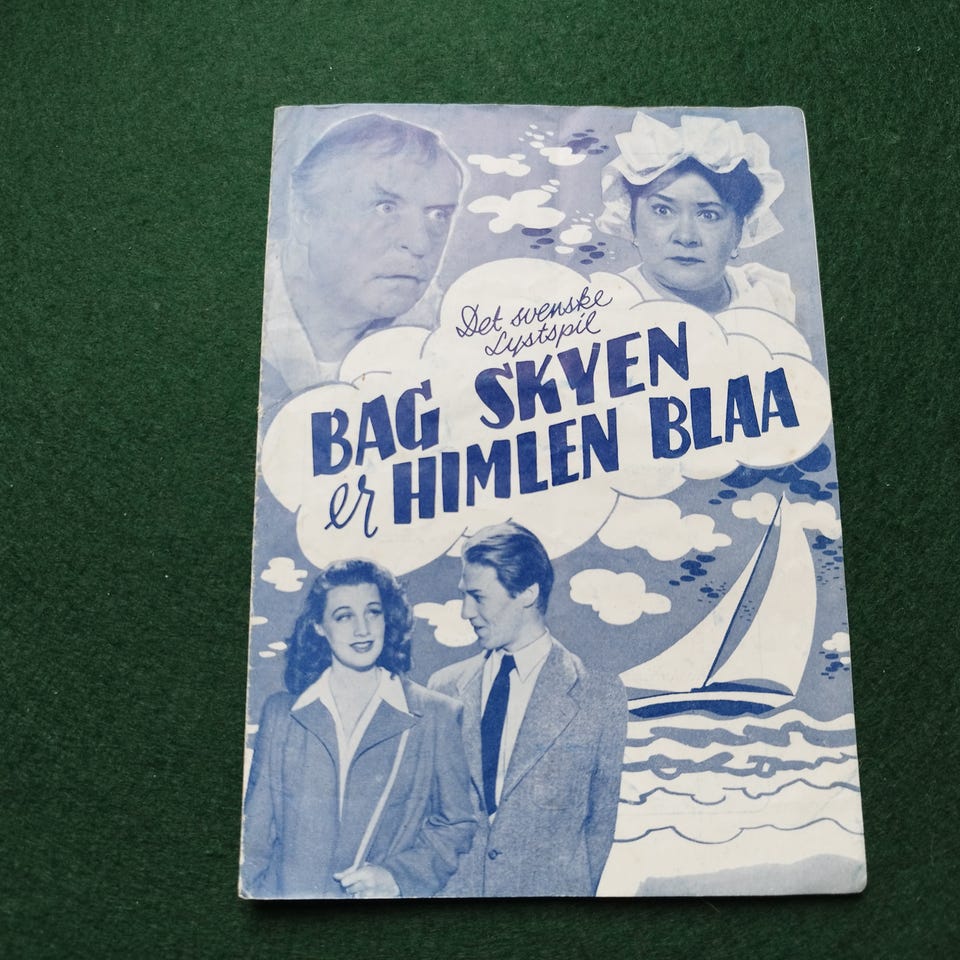 Det svenske
Lystspil
BAG SKYEN
er HIMLEN BLAA